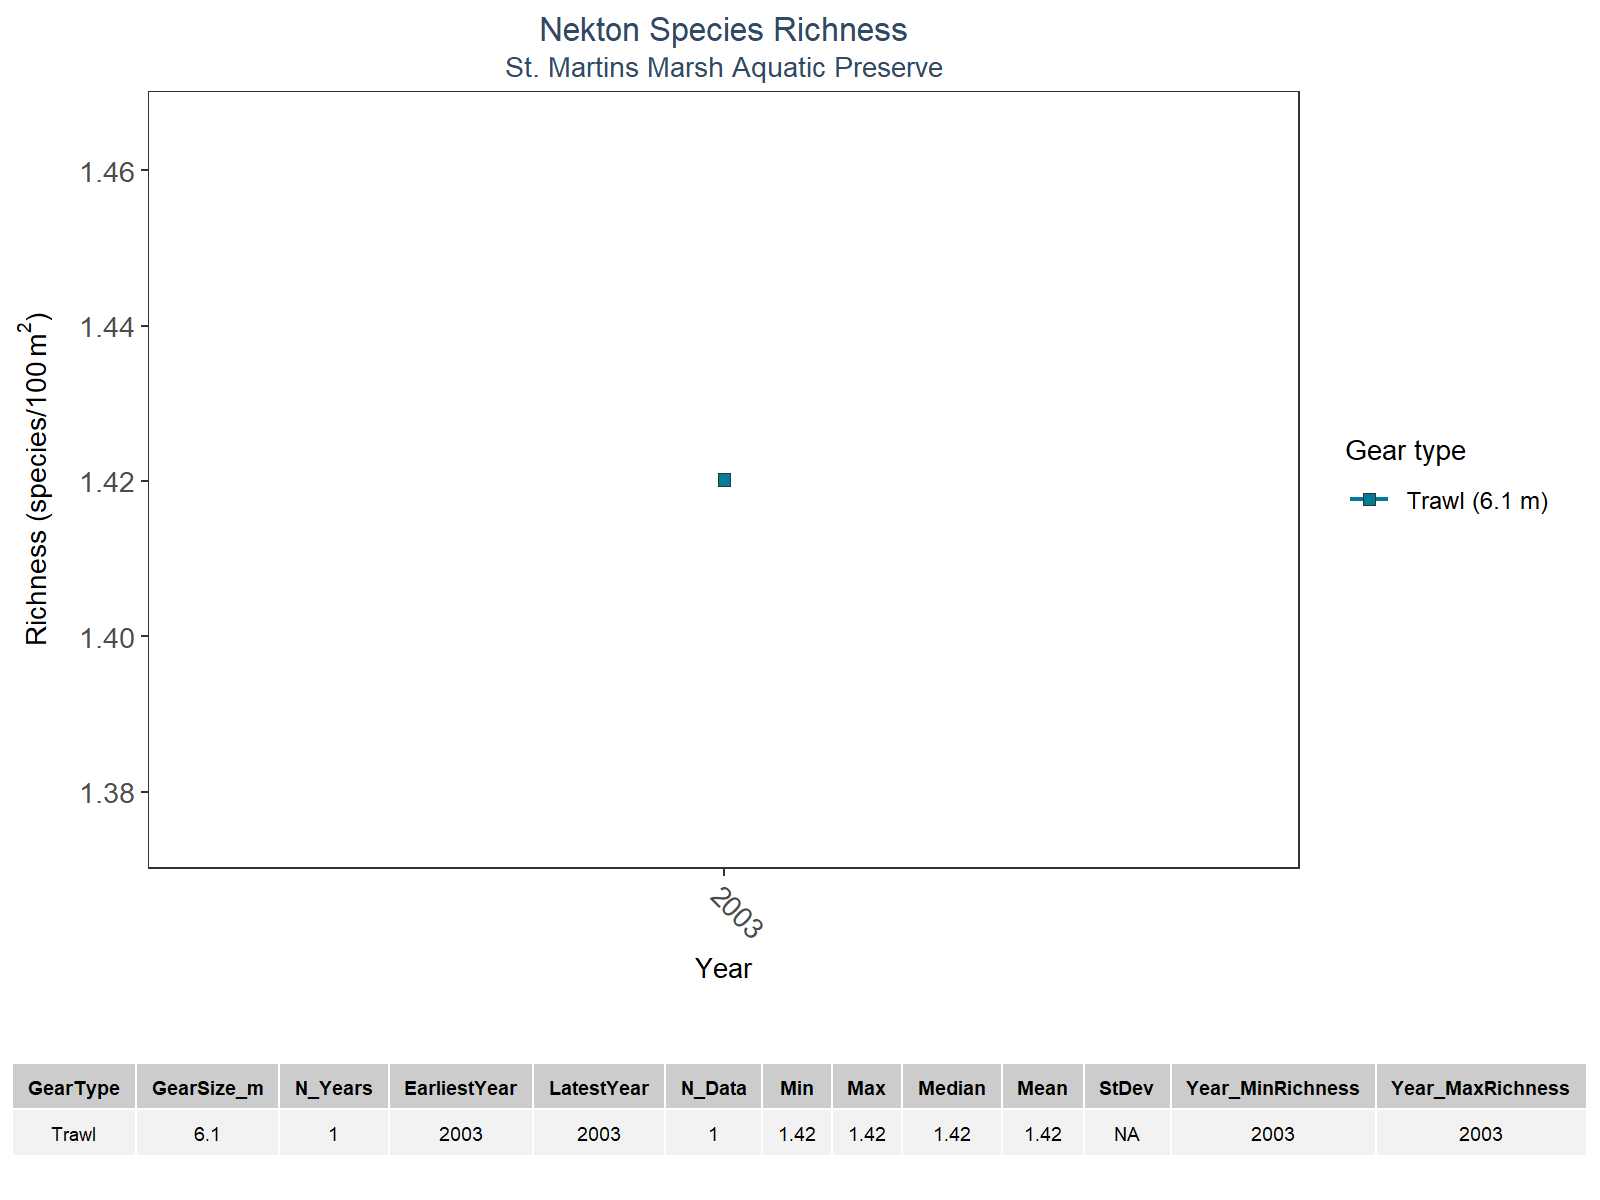 Nekton Species Richness
St. Martins Marsh Aquatic Preserve
1.46
1.44
1.42
1.40
1.38
Richness (species/100 m²)
2003
Year
Gear type
Trawl (6.1 m)
GearType GearSize_m N_Years EarliestYear LatestYear N_Data Min Max Median Mean StDev Year_MinRichness Year_MaxRichness
Trawl 6.1 1 2003 2003 1 1.42 1.42 1.42 1.42 NA 2003 2003